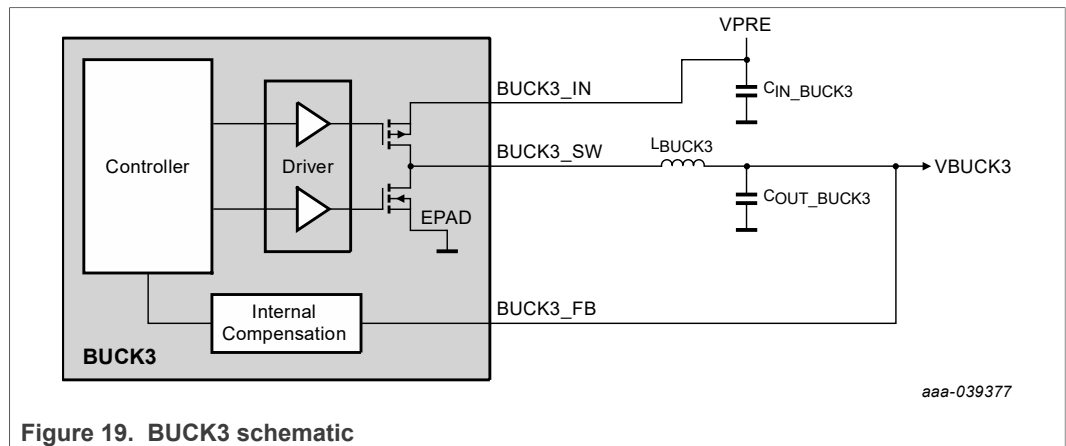 VPRE
BUCK3_IN
CIN_BUCK3
Controller
Driver
BUCK3_SW
LBUCK3
VBUCK3
COUT_BUCK3
EPAD
Internal
Compensation
BUCK3_FB
BUCK3
aaa-039377
Figure 19. BUCK3 schematic